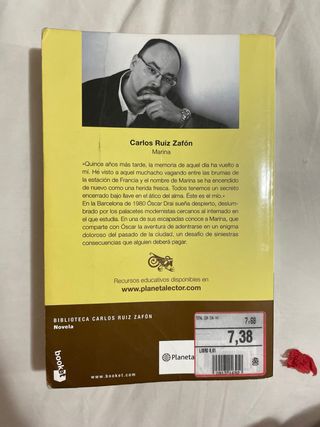 Carlos Ruiz Zafón
Marina
«Quince años más tarde, la memoria de aquel día ha vuelto a
mí. He visto a aquel muchacho vagando entre las brumas de
la estación de Francia y el nombre de Marina se ha encendido
de nuevo como una herida fresca. Todos tenemos un secreto
encerrado bajo llave en el ático del alma. Éste es el mío.»
En la Barcelona de 1980 Óscar Drai sueña despierto, deslum-
brado por los palacetes modernistas cercanos al internado en
el que estudia. En una de sus escapadas conoce a Marina, que
comparte con Óscar la aventura de adentrarse en un enigma
doloroso del pasado de la ciudad, un desafío de siniestras
consecuencias que alguien deberá pagar.
Recursos educativos disponibles en
www.planetalector.com
BIBLIOTECA CARLOS RUIZ ZAFÓN
Novela
7,68
7,38
booket
www.booket.com
Planeta